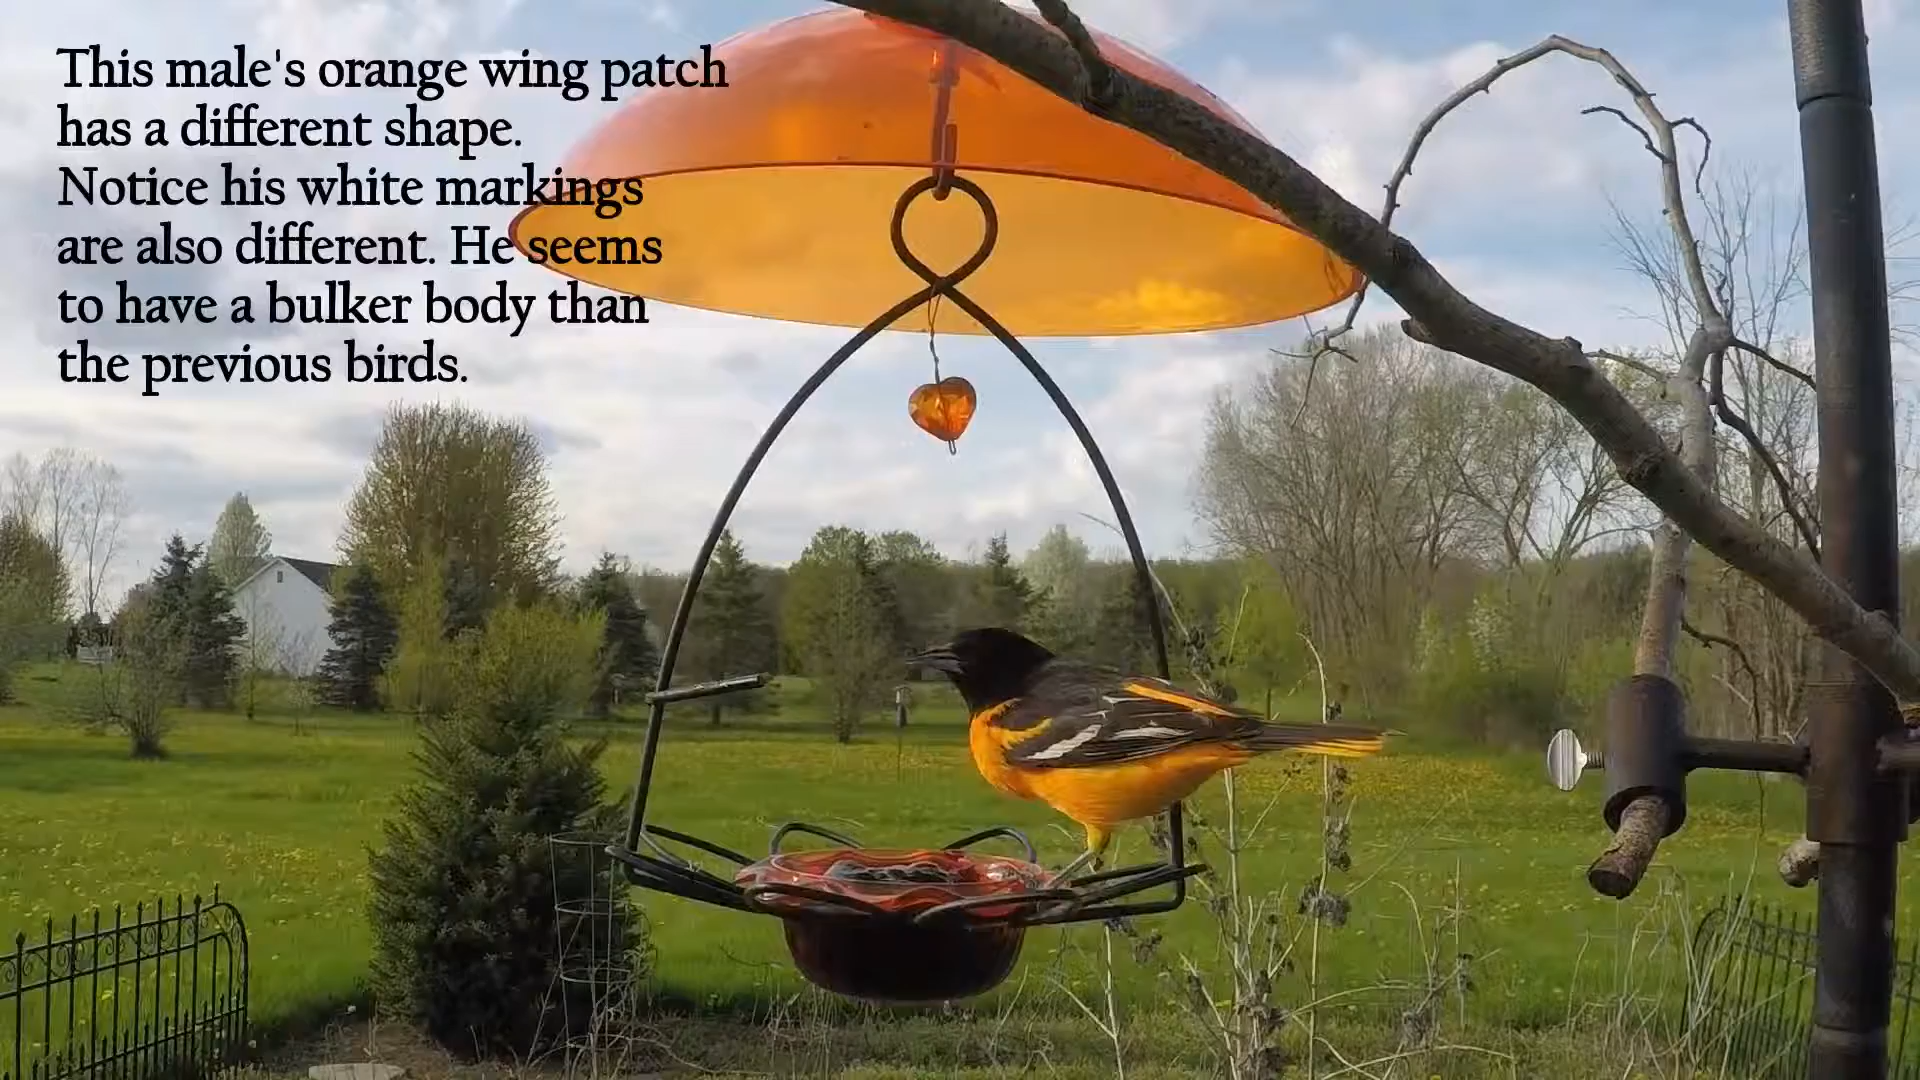 This male's orange wing patch
has a different shape.
Notice his white markings
are also different. He seems
to have a bulker body than
the previous birds.